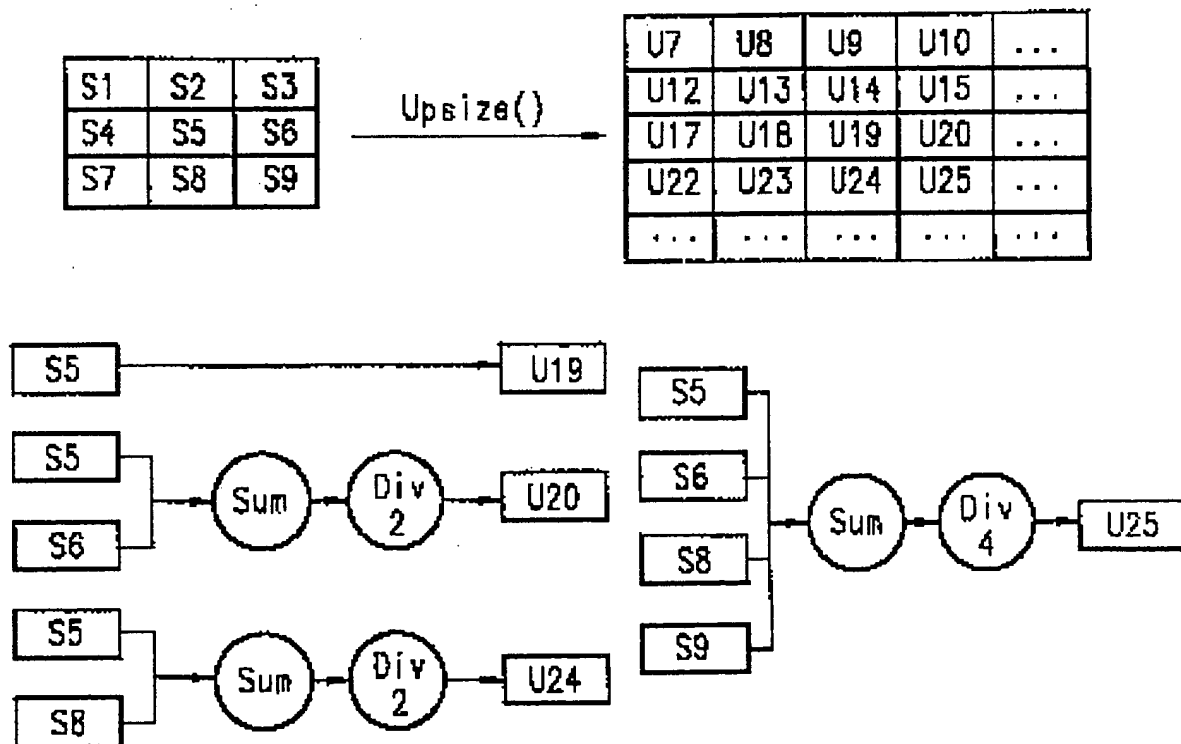 S1 S2 S3
S4 S5 S6
S7 S8 S9
Upsize()
U7 U8 U9 U10 ...
U12 U13 U14 U15 ...
U17 U18 U19 U20 ...
U22 U23 U24 U25 ...
... ... ... ... ...
S5 U19
S5
S6
Sum
Div
2
U20
S5
S8
Sum
Div
2
U24
S5
S6
S8
S9
Sum
Div
4
U25